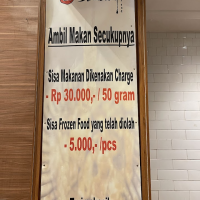 Ambil Makan Secukupnya
Sisa Makanan Dikenakan Charge
- Rp 30.000,- / 50 gram
Sisa Frozen Food yang telah diolah
- 5.000,- /pcs